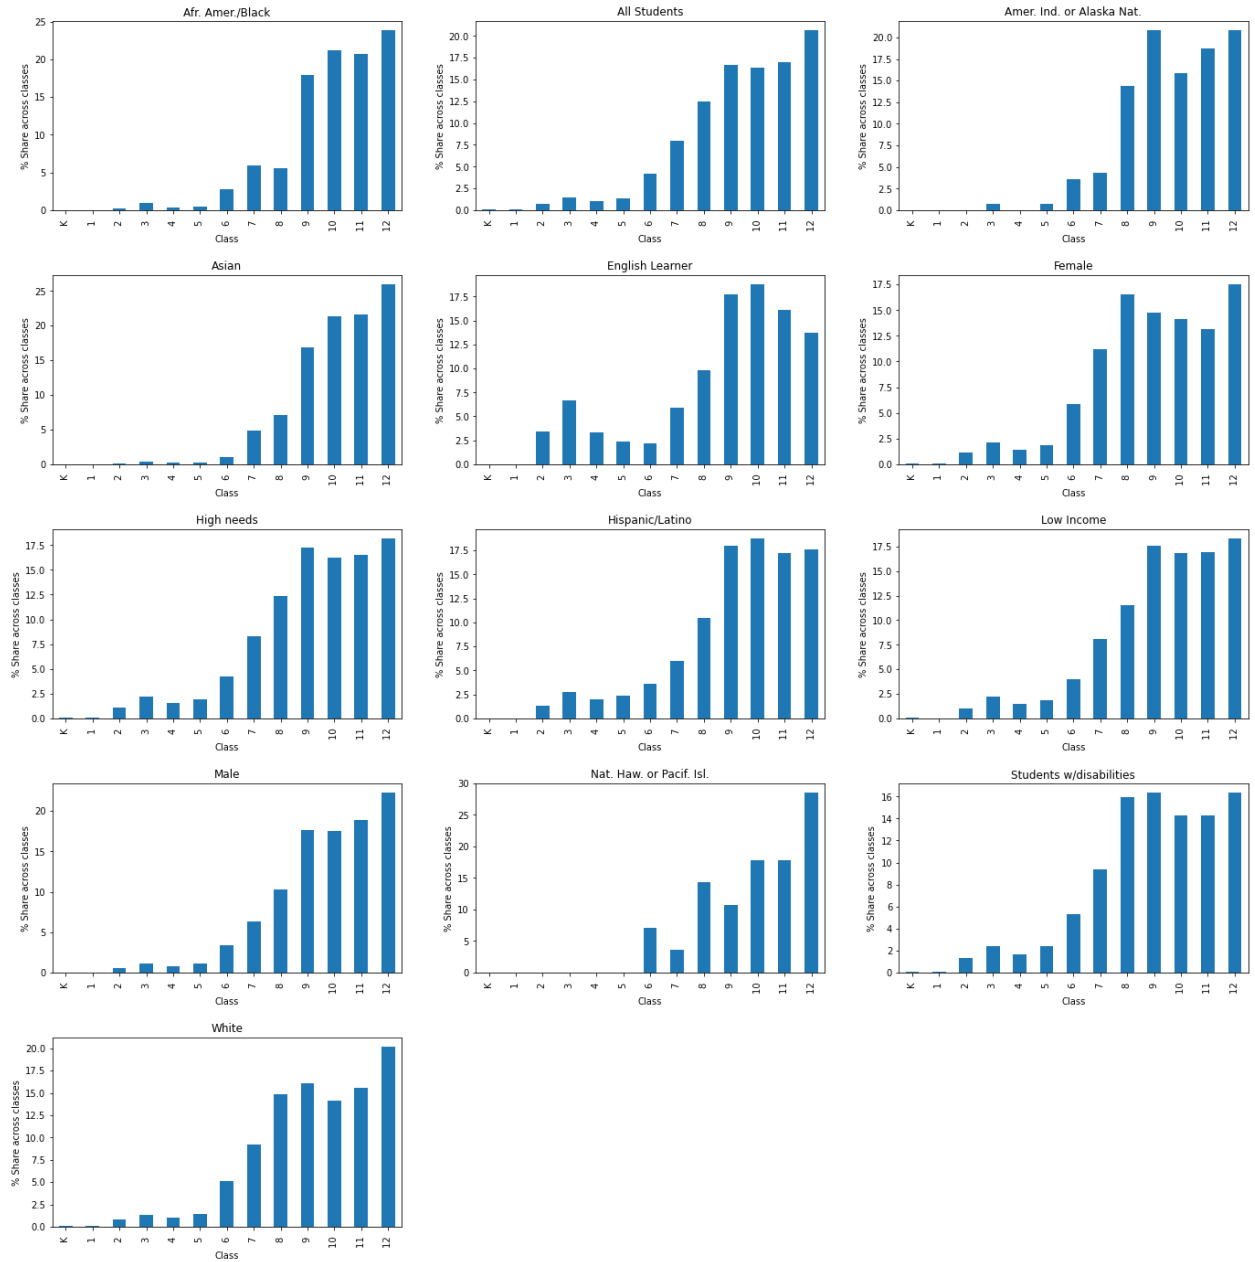 Afr. Amer./Black
25
20
15
10
5
0
% Share across classes
K 1 2 3 4 5 6 7 8 9 10 11 12
Class
All Students
20.0
17.5
15.0
12.5
10.0
7.5
5.0
2.5
0.0
% Share across classes
K 1 2 3 4 5 6 7 8 9 10 11 12
Class
Amer. Ind. or Alaska Nat.
20.0
17.5
15.0
12.5
10.0
7.5
5.0
2.5
0.0
% Share across classes
K 1 2 3 4 5 6 7 8 9 10 11 12
Class
Asian
25
20
15
10
5
0
% Share across classes
K 1 2 3 4 5 6 7 8 9 10 11 12
Class
English Learner
17.5
15.0
12.5
10.0
7.5
5.0
2.5
0.0
% Share across classes
K 1 2 3 4 5 6 7 8 9 10 11 12
Class
Female
17.5
15.0
12.5
10.0
7.5
5.0
2.5
0.0
% Share across classes
K 1 2 3 4 5 6 7 8 9 10 11 12
Class
High needs
17.5
15.0
12.5
10.0
7.5
5.0
2.5
0.0
% Share across classes
K 1 2 3 4 5 6 7 8 9 10 11 12
Class
Hispanic/Latino
17.5
15.0
12.5
10.0
7.5
5.0
2.5
0.0
% Share across classes
K 1 2 3 4 5 6 7 8 9 10 11 12
Class
Low Income
17.5
15.0
12.5
10.0
7.5
5.0
2.5
0.0
% Share across classes
K 1 2 3 4 5 6 7 8 9 10 11 12
Class
Male
20
15
10
5
0
% Share across classes
K 1 2 3 4 5 6 7 8 9 10 11 12
Class
Nat. Haw. or Pacif. Isl.
30
25
20
15
10
5
0
% Share across classes
K 1 2 3 4 5 6 7 8 9 10 11 12
Class
Students w/disabilities
16
14
12
10
8
6
4
2
0
% Share across classes
K 1 2 3 4 5 6 7 8 9 10 11 12
Class
White
20.0
17.5
15.0
12.5
10.0
7.5
5.0
2.5
0.0
% Share across classes
K 1 2 3 4 5 6 7 8 9 10 11 12
Class